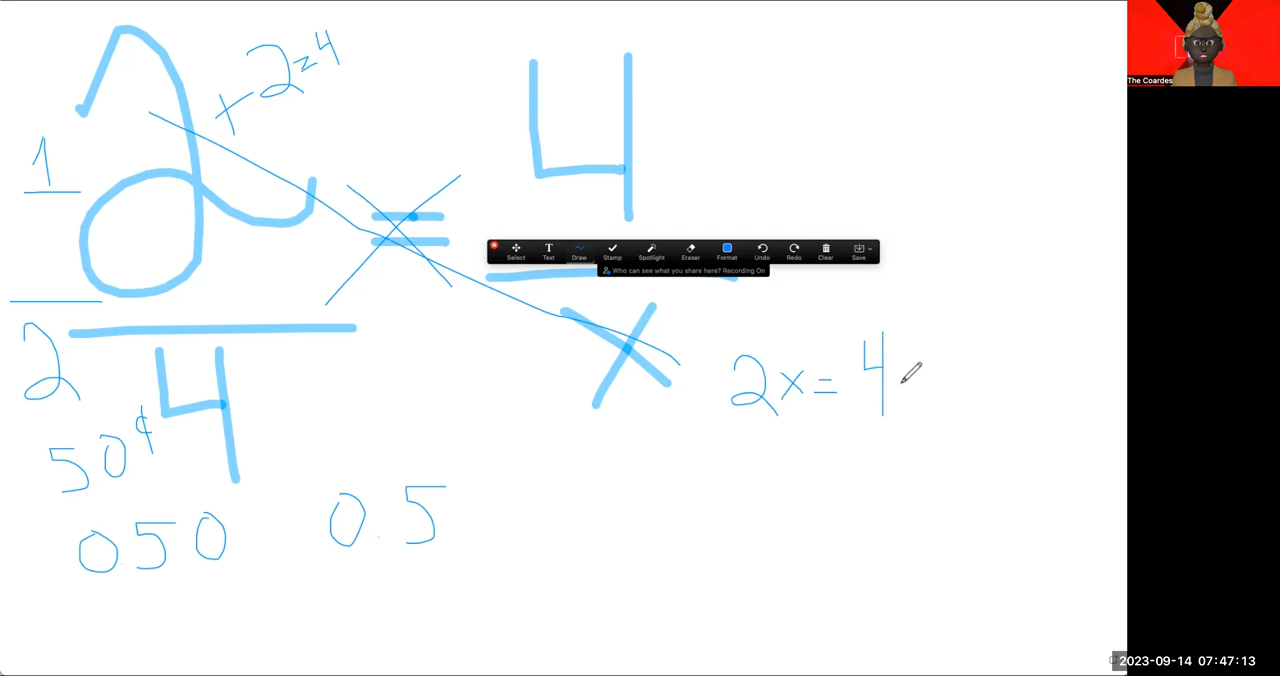 2 × 2 = 4
1
2
4
= 4
x
2x = 4
50¢
0.50 0.5
Select Text Draw Stamp Spotlight Eraser Format Undo Redo Clear Save
Who can see what you share here? Recording On
The Coardes
2023-09-14 07:47:13